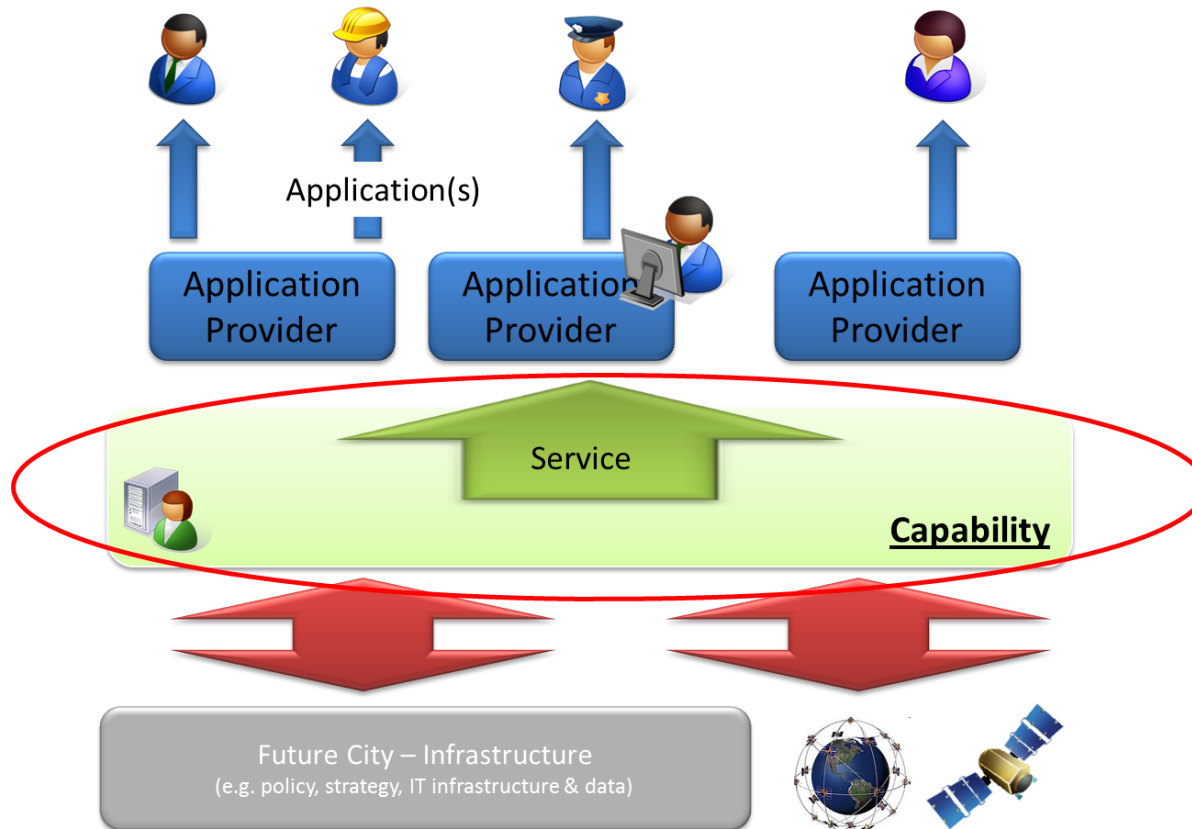 Application(s)
Application
Provider
Application
Provider
Application
Provider
Service
Capability
Future City – Infrastructure
(e.g. policy, strategy, IT infrastructure & data)